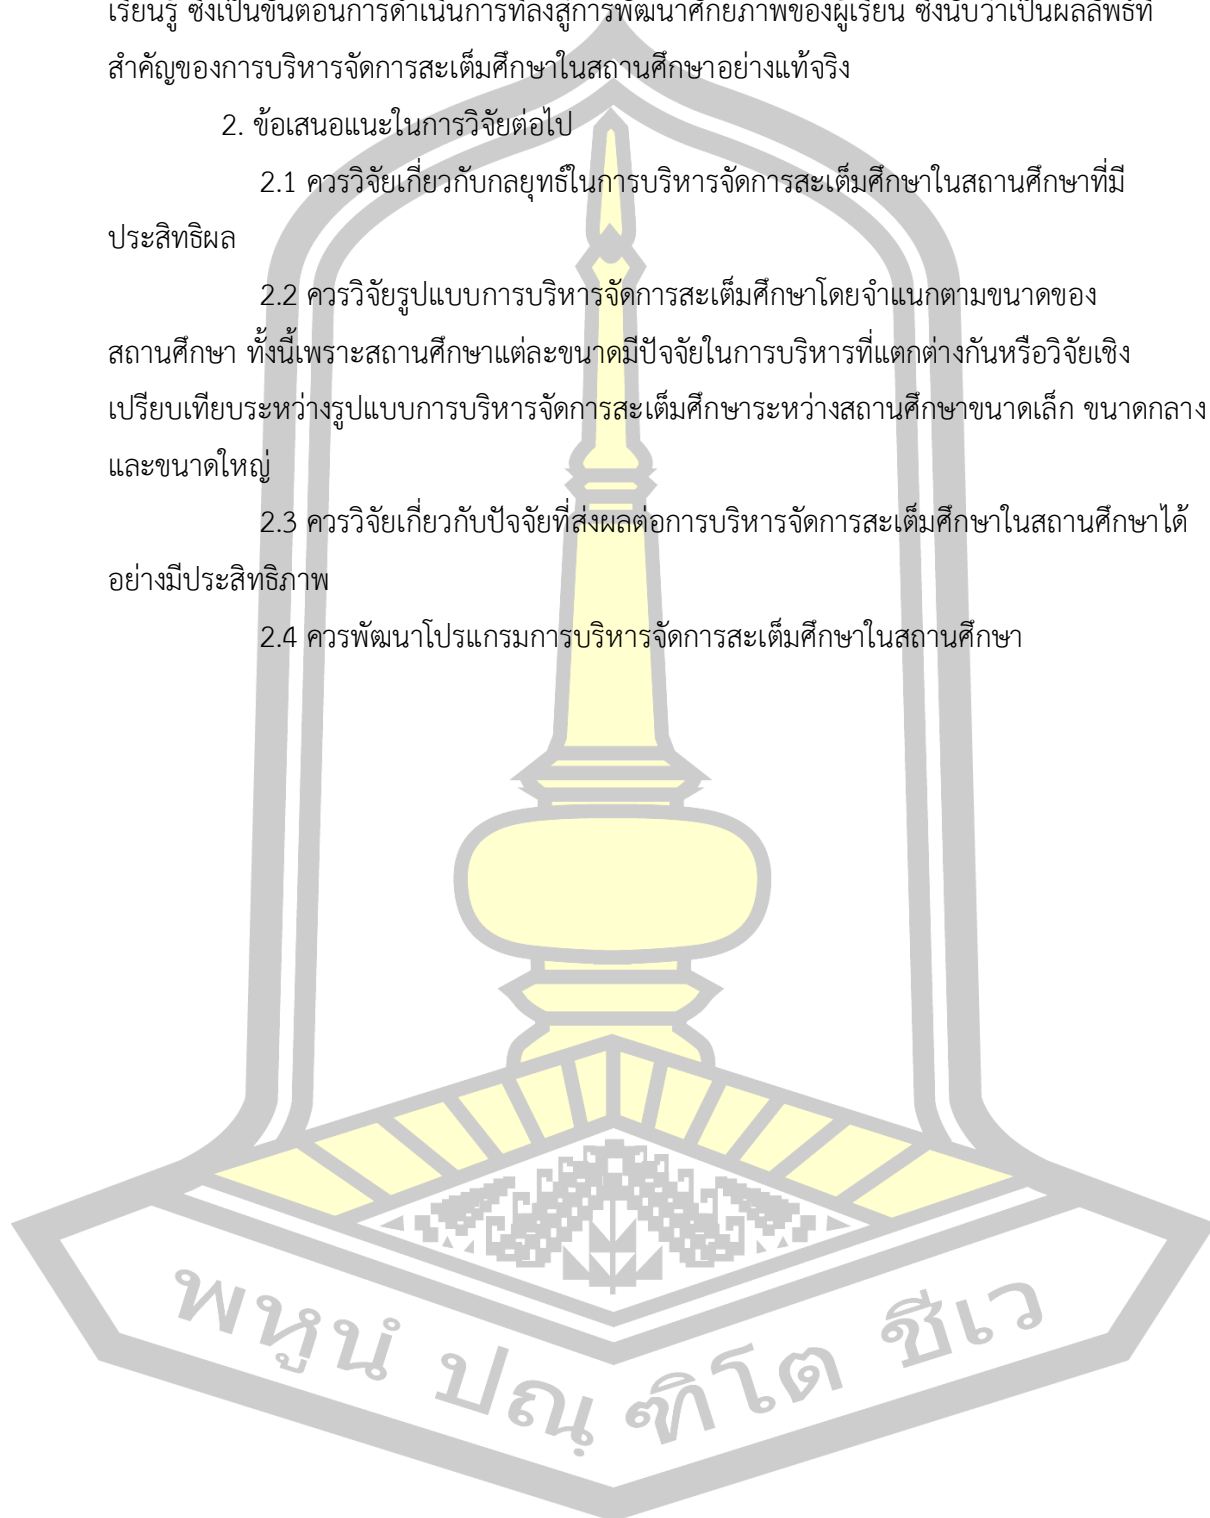 เรียนรู้ ซึ่งเป็นขั้นตอนการดำเนินการที่ลงสู่การพัฒนาศักยภาพของผู้เรียน ซึ่งนับว่าเป็นผลลัพธ์ที่
สำคัญของการบริหารจัดการสะเต็มศึกษาในสถานศึกษาอย่างแท้จริง
2. ข้อเสนอแนะในการวิจัยต่อไป
2.1 ควรวิจัยเกี่ยวกับกลยุทธ์ในการบริหารจัดการสะเต็มศึกษาในสถานศึกษาที่มี
ประสิทธิผล
2.2 ควรวิจัยรูปแบบการบริหารจัดการสะเต็มศึกษาโดยจำแนกตามขนาดของ
สถานศึกษา ทั้งนี้เพราะสถานศึกษาแต่ละขนาดมีปัจจัยในการบริหารที่แตกต่างกันหรือวิจัยเชิง
เปรียบเทียบระหว่างรูปแบบการบริหารจัดการสะเต็มศึกษาระหว่างสถานศึกษาขนาดเล็ก ขนาดกลาง
และขนาดใหญ่
2.3 ควรวิจัยเกี่ยวกับปัจจัยที่ส่งผลต่อการบริหารจัดการสะเต็มศึกษาในสถานศึกษาได้
อย่างมีประสิทธิภาพ
2.4 ควรพัฒนาโปรแกรมการบริหารจัดการสะเต็มศึกษาในสถานศึกษา
พหูนํ ปณฺ ฑิโต ชีเว